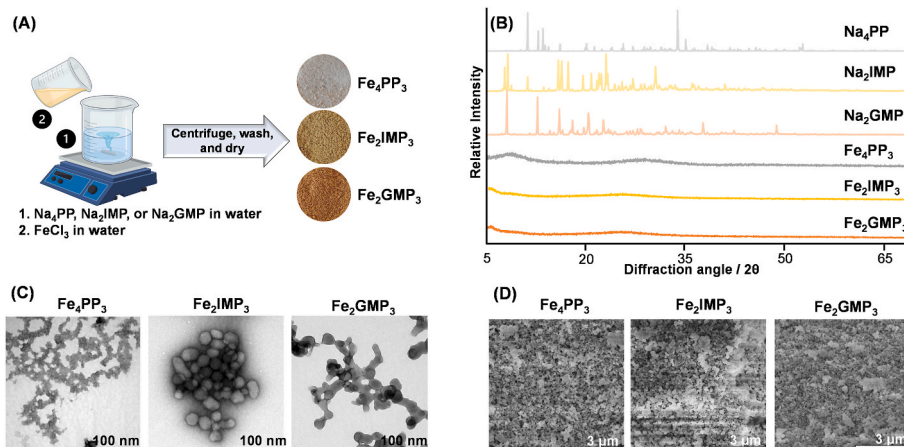 (A)
2
1
Centrifuge, wash,
and dry
Fe₄PP₃
Fe₂IMP₃
Fe₂GMP₃
1. Na₄PP, Na₂IMP, or Na₂GMP in water
2. FeCl₃ in water
(B)
Relative Intensity
Na₄PP
Na₂IMP
Na₂GMP
Fe₄PP₃
Fe₂IMP₃
Fe₂GMP₃
5 20 35 50 65
Diffraction angle / 2θ
(C)
Fe₄PP₃ Fe₂IMP₃ Fe₂GMP₃
100 nm 100 nm 100 nm
(D)
Fe₄PP₃ Fe₂IMP₃ Fe₂GMP₃
3 µm 3 µm 3 µm